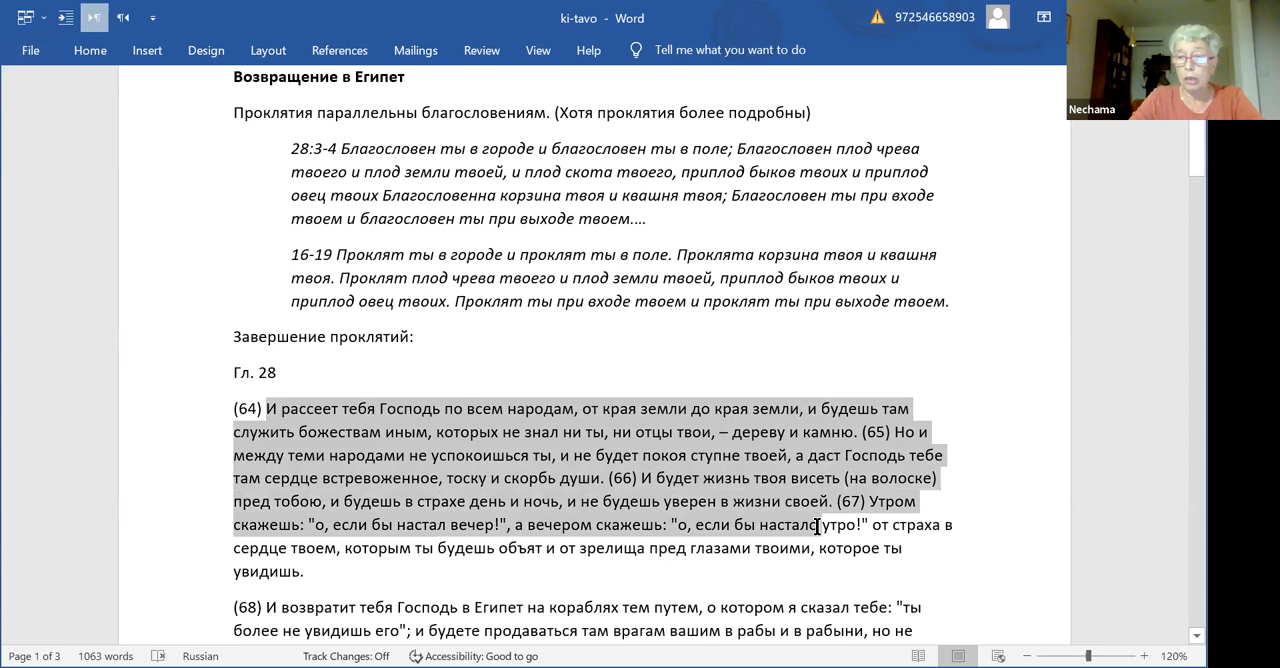 ki-tavo - Word
972546658903
File Home Insert Design Layout References Mailings Review View Help Tell me what you want to do
Nechama
Возвращение в Египет
Проклятия параллельны благословениям. (Хотя проклятия более подробны)
28:3-4 Благословен ты в городе и благословен ты в поле; Благословен плод чрева
твоего и плод земли твоей, и плод скота твоего, приплод быков твоих и приплод
овец твоих Благословенна корзина твоя и квашня твоя; Благословен ты при входе
твоем и благословен ты при выходе твоем....
16-19 Проклят ты в городе и проклят ты в поле. Проклята корзина твоя и квашня
твоя. Проклят плод чрева твоего и плод земли твоей, приплод быков твоих и
приплод овец твоих. Проклят ты при входе твоем и проклят ты при выходе твоем.
Завершение проклятий:
Гл. 28
(64) И рассеет тебя Господь по всем народам, от края земли до края земли, и будешь там
служить божествам иным, которых не знал ни ты, ни отцы твои, – дереву и камню. (65) Но и
между теми народами не успокоишься ты, и не будет покоя ступне твоей, а даст Господь тебе
там сердце встревоженное, тоску и скорбь души. (66) И будет жизнь твоя висеть (на волоске)
пред тобою, и будешь в страхе день и ночь, и не будешь уверен в жизни своей. (67) Утром
скажешь: "о, если бы настал вечер!", а вечером скажешь: "о, если бы настало утро!" от страха в
сердце твоем, которым ты будешь объят и от зрелища пред глазами твоими, которое ты
увидишь.
(68) И возвратит тебя Господь в Египет на кораблях тем путем, о котором я сказал тебе: "ты
более не увидишь его"; и будете продаваться там врагам вашим в рабы и в рабыни, но не
Page 1 of 3 1063 words Russian Track Changes: Off Accessibility: Good to go 120%